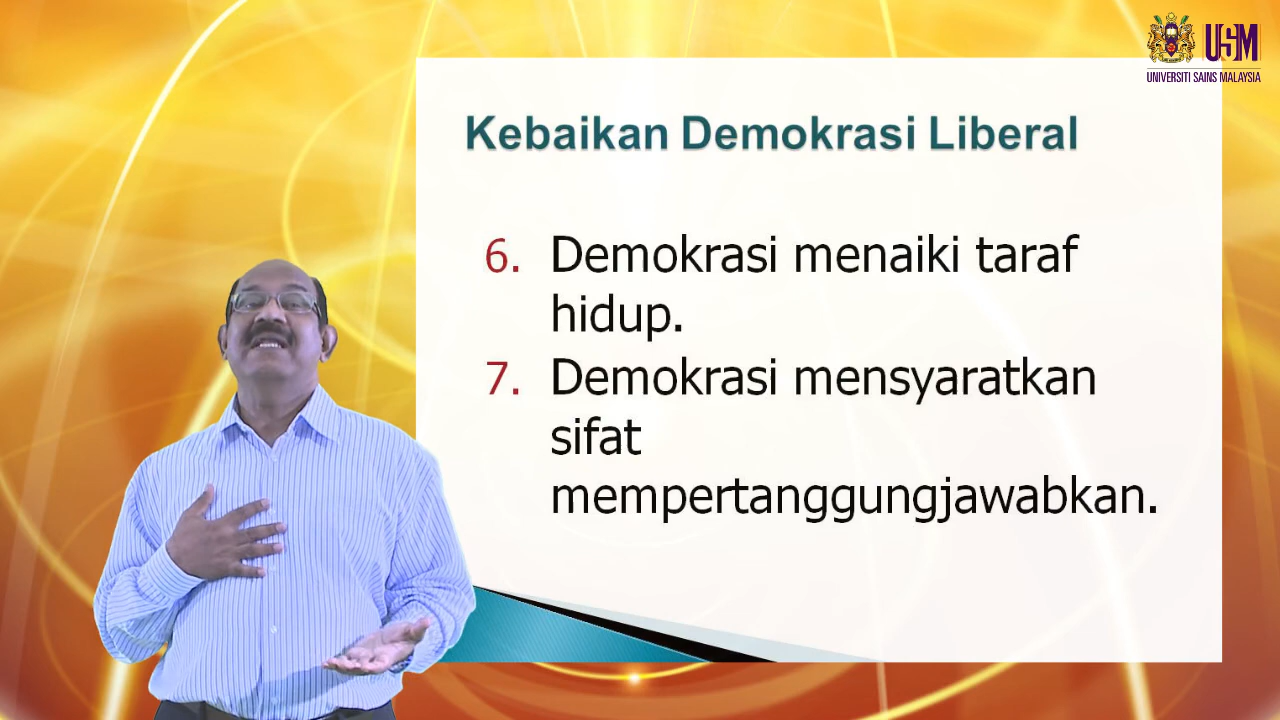 USM
UNIVERSITI SAINS MALAYSIA
Kebaikan Demokrasi Liberal
6. Demokrasi menaiki taraf
hidup.
7. Demokrasi mensyaratkan
sifat
mempertanggungjawabkan.